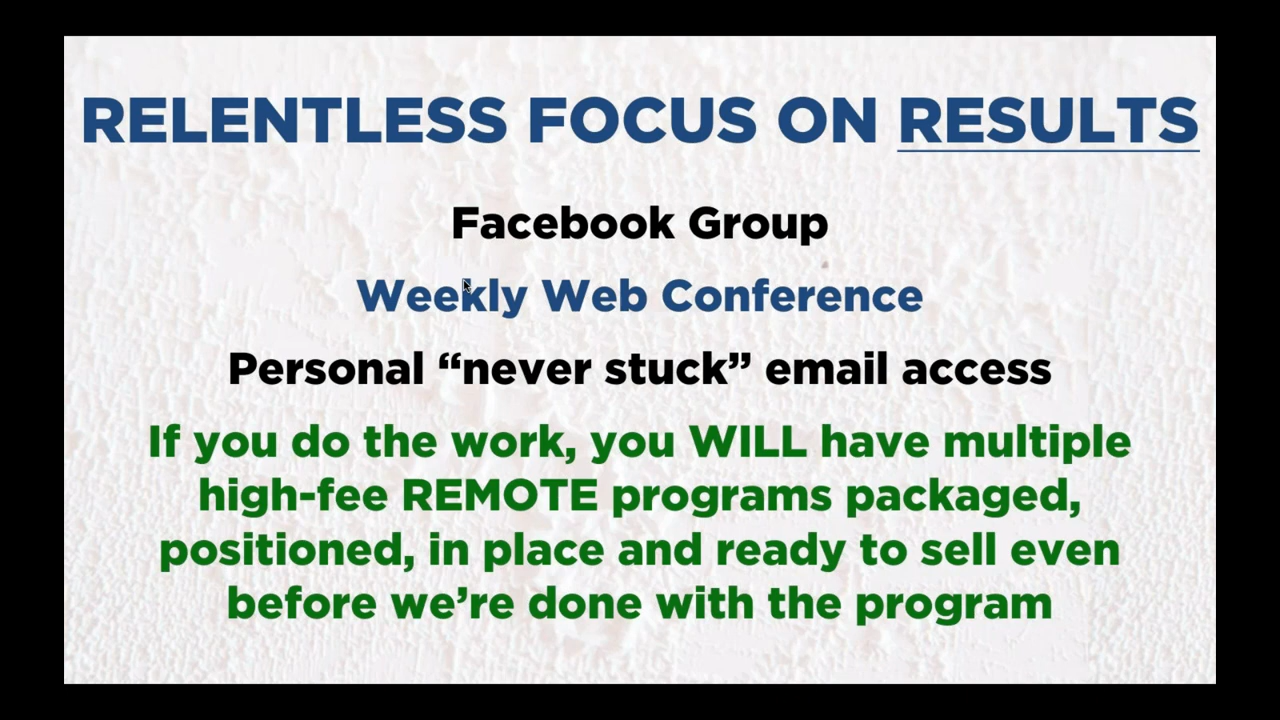 RELENTLESS FOCUS ON RESULTS
Facebook Group
Weekly Web Conference
Personal “never stuck” email access
If you do the work, you WILL have multiple
high-fee REMOTE programs packaged,
positioned, in place and ready to sell even
before we’re done with the program